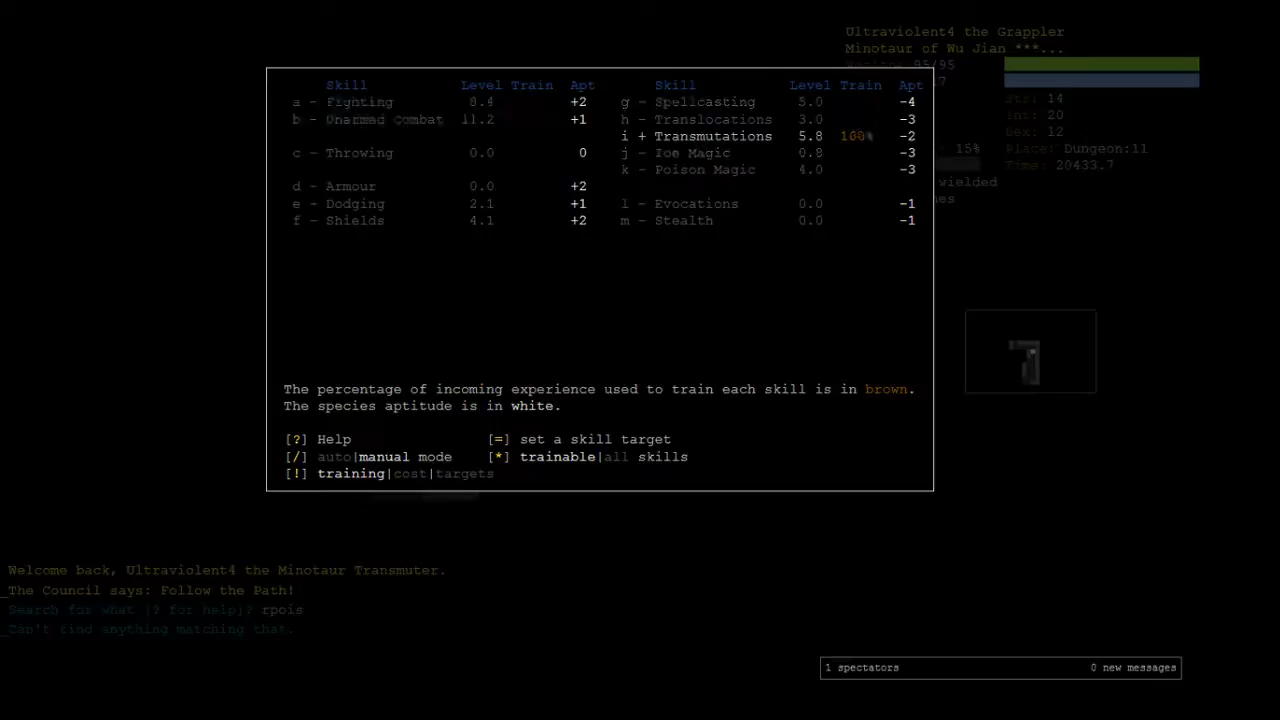 Ultraviolent4 the Grappler
Minotaur of Wu Jian ***...
95/95
Str: 14
Int: 20
Dex: 12
15% Place: Dungeon:11
Time: 20433.7
wielded
Skill Level Train Apt Skill Level Train Apt
a - Fighting 8.4 +2 g - Spellcasting 5.0 -4
b - Unarmed Combat 11.2 +1 h - Translocations 3.0 -3
i + Transmutations 5.8 100% -2
c - Throwing 0.0 0 j - Ice Magic 0.8 -3
k - Poison Magic 4.0 -3
d - Armour 0.0 +2
e - Dodging 2.1 +1 l - Evocations 0.0 -1
f - Shields 4.1 +2 m - Stealth 0.0 -1
The percentage of incoming experience used to train each skill is in brown.
The species aptitude is in white.
[?] Help [=] set a skill target
[/] auto|manual mode [*] trainable|all skills
[!] training|cost|targets
Welcome back, Ultraviolent4 the Minotaur Transmuter.
_The Council says: Follow the Path!
Search for what [? for help]? rpois
_Can't find anything matching that.
1 spectators 0 new messages